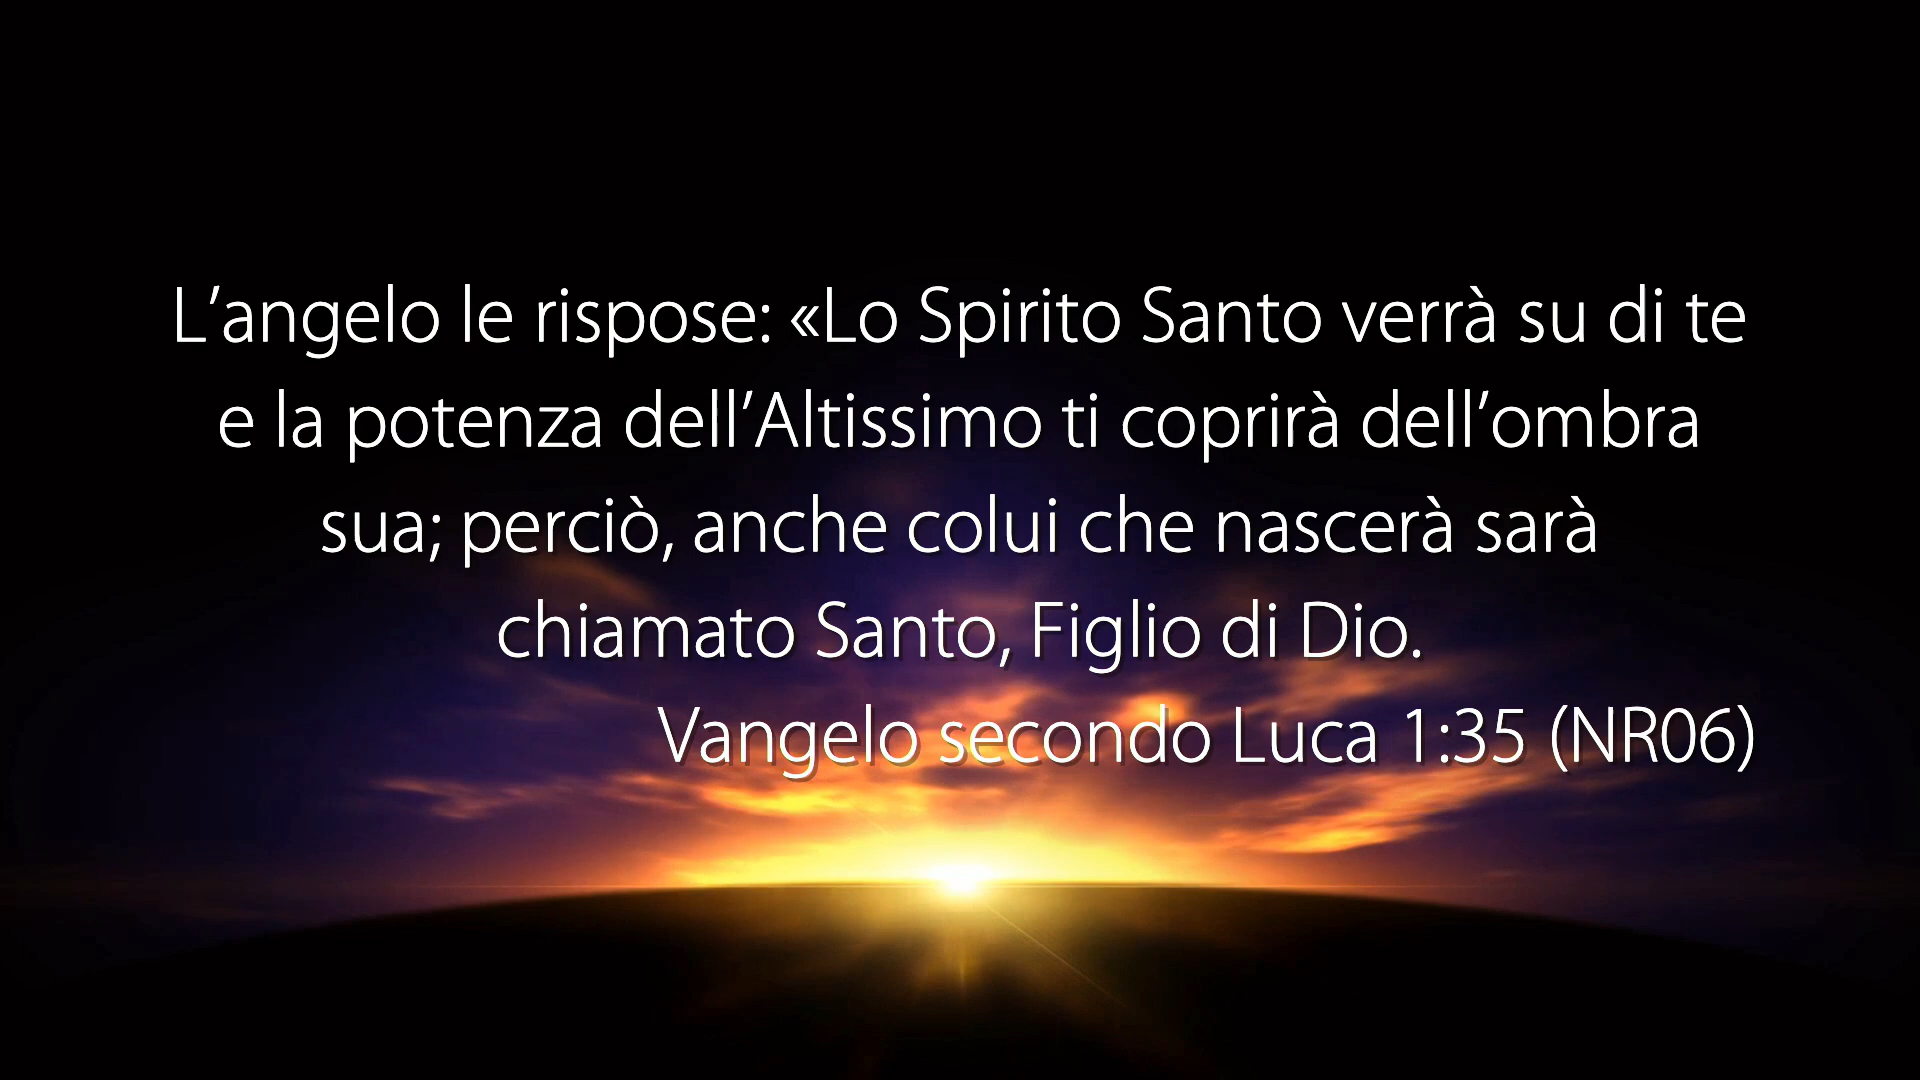 L’angelo le rispose: «Lo Spirito Santo verrà su di te
e la potenza dell’Altissimo ti coprirà dell’ombra
sua; perciò, anche colui che nascerà sarà
chiamato Santo, Figlio di Dio.
Vangelo secondo Luca 1:35 (NR06)